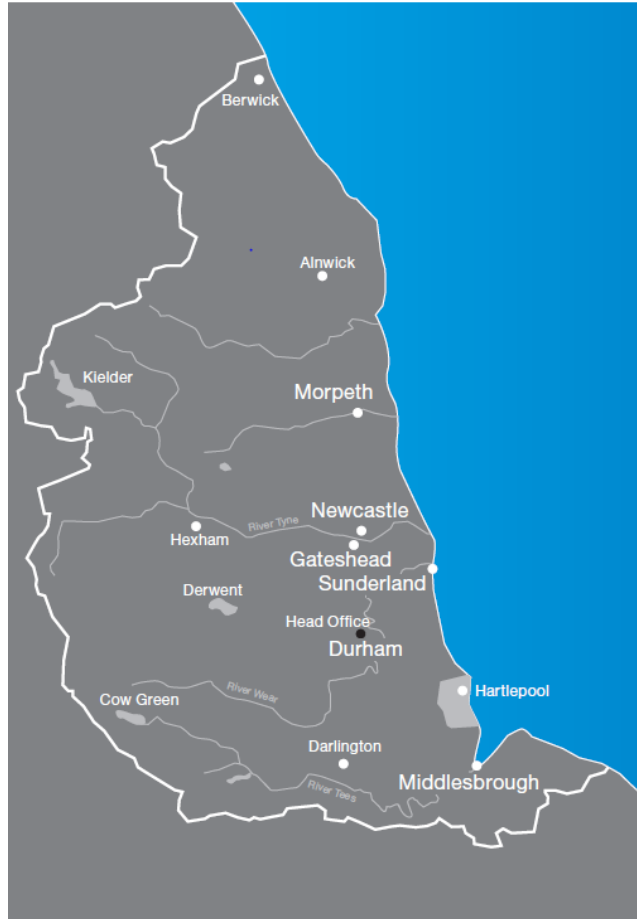 Berwick
Alnwick
Kielder
Morpeth
Newcastle
River Tyne
Hexham
Gateshead
Sunderland
Derwent
Head Office
Durham
River Wear
Hartlepool
Cow Green
Darlington
Middlesbrough
River Tees